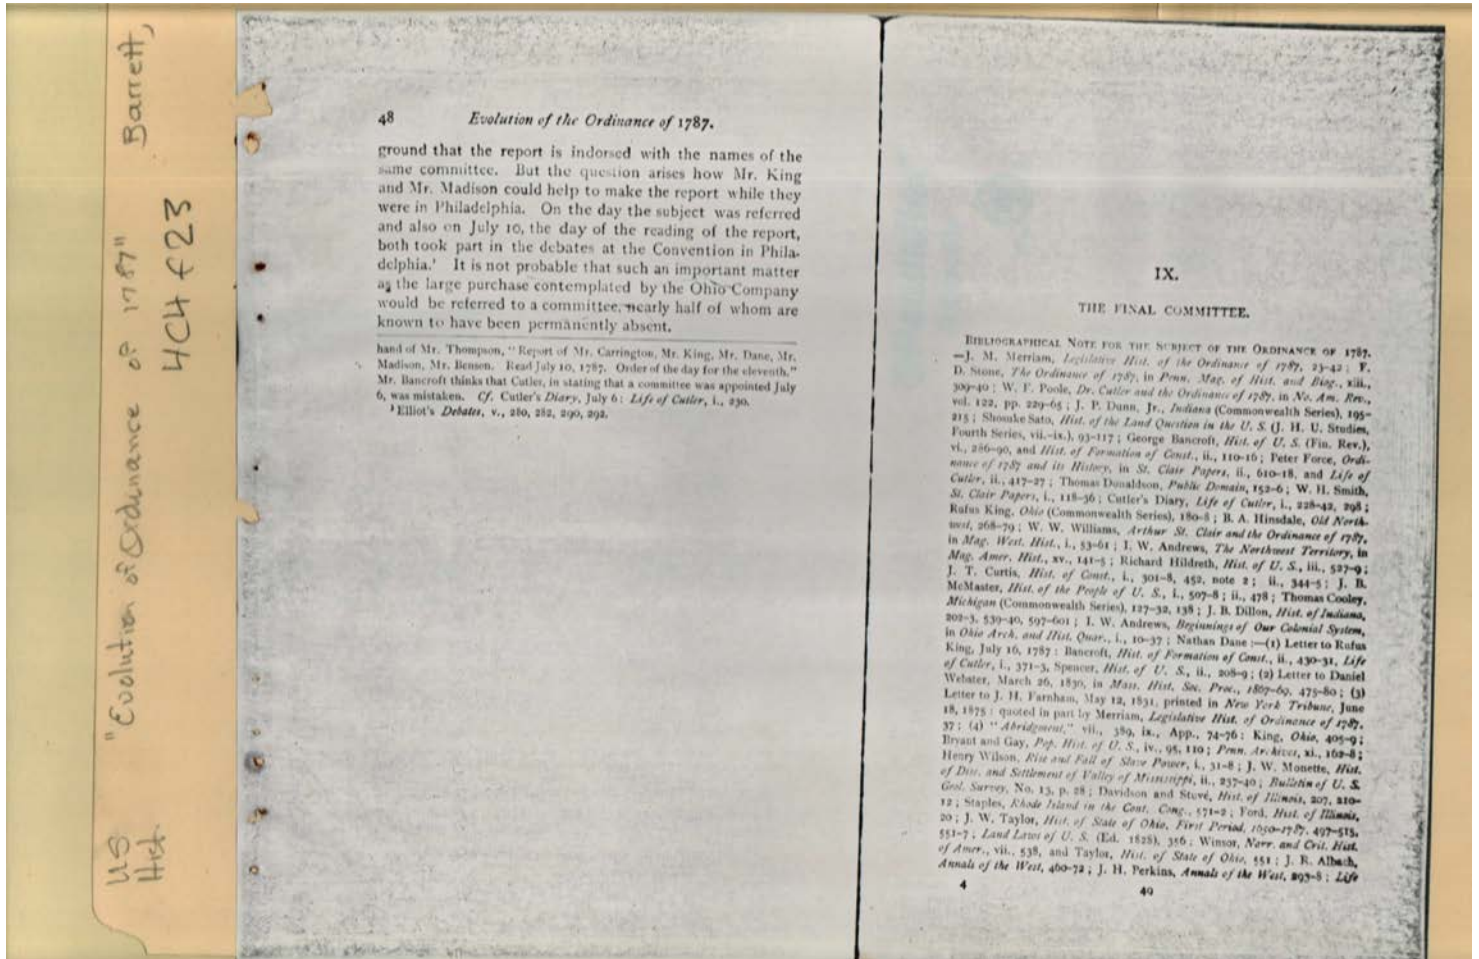 US
Hist.
"Evolution of Ordinance of 1787"
Barrett,
HCH £23
48 Evolution of the Ordinance of 1787.
ground that the report is indorsed with the names of the
same committee. But the question arises how Mr. King
and Mr. Madison could help to make the report while they
were in Philadelphia. On the day the subject was referred
and also on July 10, the day of the reading of the report,
both took part in the debates at the Convention in Phila-
delphia.¹ It is not probable that such an important matter
as the large purchase contemplated by the Ohio Company
would be referred to a committee, nearly half of whom are
known to have been permanently absent.
hand of Mr. Thompson, "Report of Mr. Carrington, Mr. King, Mr. Dane, Mr.
Madison, Mr. Benson. Read July 10, 1787. Order of the day for the eleventh."
Mr. Bancroft thinks that Cutler, in stating that a committee was appointed July
6, was mistaken. Cf. Cutler's Diary, July 6: Life of Cutler, i., 230.
¹ Elliot's Debates, v., 280, 282, 290, 292.
IX.
THE FINAL COMMITTEE.
BIBLIOGRAPHICAL NOTE FOR THE SUBJECT OF THE ORDINANCE OF 1787.
—J. M. Merriam, Legislative Hist. of the Ordinance of 1787, 23-42; F.
D. Stone, The Ordinance of 1787, in Penn. Mag. of Hist. and Biog., xiii.,
309-40; W. F. Poole, Dr. Cutler and the Ordinance of 1787, in No. Am. Rev.,
vol. 122, pp. 229-65; J. P. Dunn, Jr., Indiana (Commonwealth Series), 195-
215; Shosuke Sato, Hist. of the Land Question in the U. S. (J. H. U. Studies,
Fourth Series, vii.-ix.), 93-117; George Bancroft, Hist. of U. S. (Fin. Rev.),
vi., 286-90, and Hist. of Formation of Const., ii., 110-16; Peter Force, Ordi-
nance of 1787 and its History, in St. Clair Papers, ii., 610-18, and Life of
Cutler, ii., 417-27; Thomas Donaldson, Public Domain, 152-6; W. H. Smith,
St. Clair Papers, i., 118-36; Cutler's Diary, Life of Cutler, i., 228-42, 298;
Rufus King, Ohio (Commonwealth Series), 180-8; B. A. Hinsdale, Old North-
west, 268-79; W. W. Williams, Arthur St. Clair and the Ordinance of 1787,
in Mag. West. Hist., i., 53-61; I. W. Andrews, The Northwest Territory, in
Mag. Amer. Hist., xv., 141-5; Richard Hildreth, Hist. of U. S., iii., 527-9;
J. T. Curtis, Hist. of Const., i., 301-8, 452, note 2; ii., 344-5; J. B.
McMaster, Hist. of the People of U. S., i., 507-8; ii., 478; Thomas Cooley,
Michigan (Commonwealth Series), 127-32, 138; J. B. Dillon, Hist. of Indiana,
202-3, 539-40, 597-601; I. W. Andrews, Beginnings of Our Colonial System,
in Ohio Arch. and Hist. Quar., i., 10-37; Nathan Dane:—(1) Letter to Rufus
King, July 16, 1787: Bancroft, Hist. of Formation of Const., ii., 430-31, Life
of Cutler, i., 371-3, Spencer, Hist. of U. S., ii., 208-9; (2) Letter to Daniel
Webster, March 26, 1830, in Mass. Hist. Soc. Proc., 1867-69, 475-80; (3)
Letter to J. H. Farnham, May 12, 1831, printed in New York Tribune, June
18, 1875: quoted in part by Merriam, Legislative Hist. of Ordinance of 1787,
37; (4) "Abridgment," vii., 389, ix., App., 74-76: King, Ohio, 405-9;
Bryant and Gay, Pop. Hist. of U. S., iv., 95, 110; Penn. Archives, xi., 162-8;
Henry Wilson, Rise and Fall of Slave Power, i., 31-8; J. W. Monette, Hist.
of Disc. and Settlement of Valley of Mississippi, ii., 237-40; Bulletin of U. S.
Geol. Survey, No. 13, p. 28; Davidson and Stuvé, Hist. of Illinois, 207, 210-
12; Staples, Rhode Island in the Cont. Cong., 571-2; Ford, Hist. of Illinois,
20; J. W. Taylor, Hist. of State of Ohio, First Period, 1650-1787, 497-515,
551-7; Land Laws of U. S. (Ed. 1828), 356; Winsor, Narr. and Crit. Hist.
of Amer., vii., 538, and Taylor, Hist. of State of Ohio, 551; J. R. Albach,
Annals of the West, 460-72; J. H. Perkins, Annals of the West, 293-8; Life
4 49